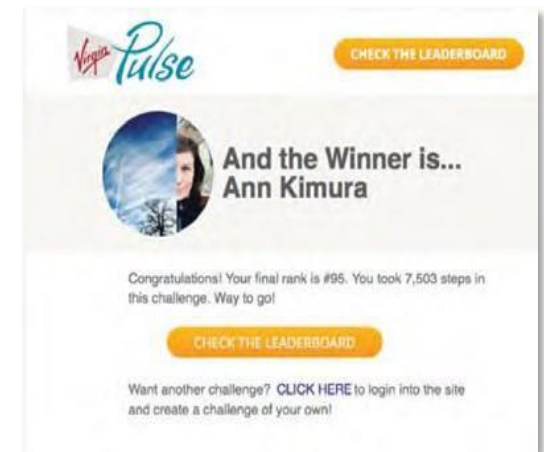 Virgin Pulse
CHECK THE LEADERBOARD
And the Winner is...
Ann Kimura
Congratulations! Your final rank is #95. You took 7,503 steps in
this challenge. Way to go!
CHECK THE LEADERBOARD
Want another challenge? CLICK HERE to login into the site
and create a challenge of your own!